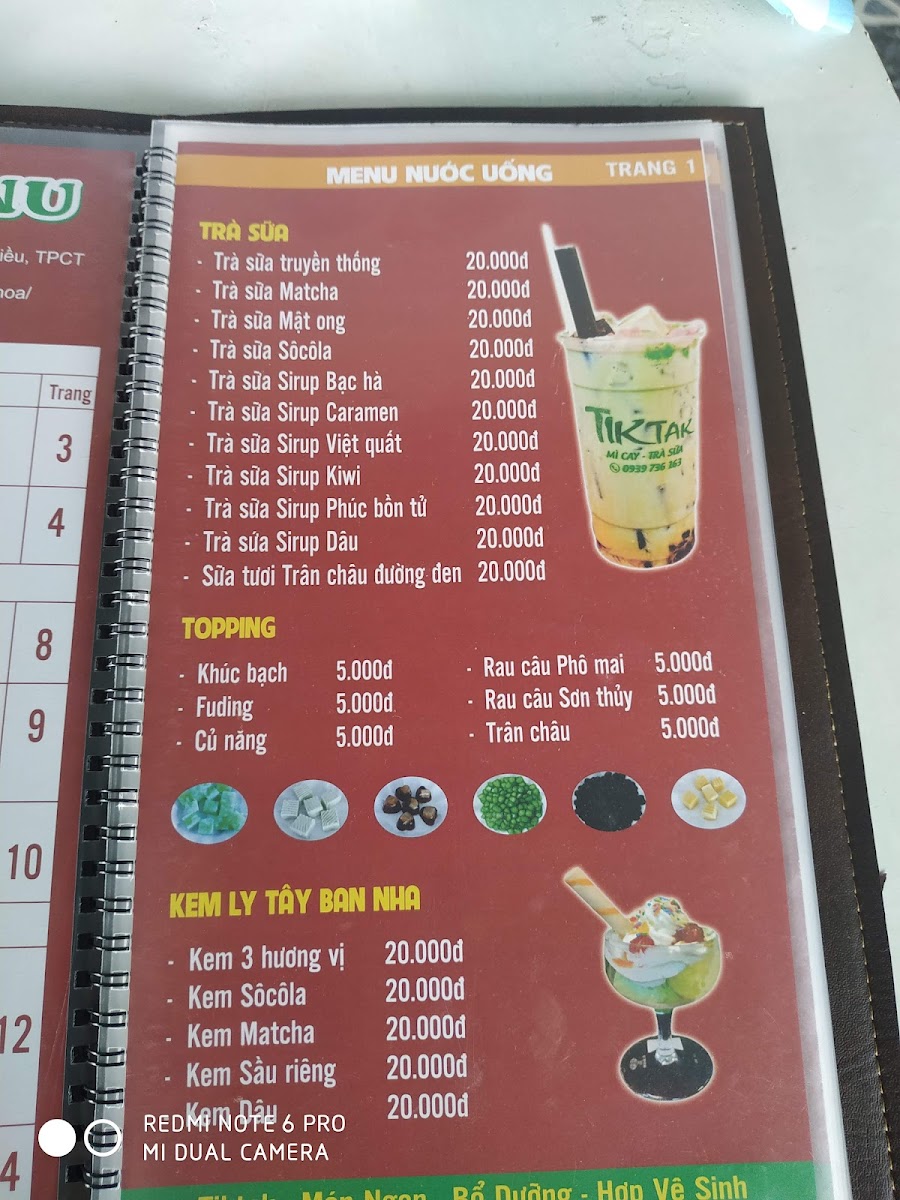 NU
iều, TPCT
hoa/
Trang
3
4
8
9
10
12
4
MENU NƯỚC UỐNG TRANG 1
TRÀ SỮA
- Trà sữa truyền thống 20.000đ
- Trà sữa Matcha 20.000đ
- Trà sữa Mật ong 20.000đ
- Trà sữa Sôcôla 20.000đ
- Trà sữa Sirup Bạc hà 20.000đ
- Trà sữa Sirup Caramen 20.000đ
- Trà sữa Sirup Việt quất 20.000đ
- Trà sữa Sirup Kiwi 20.000đ
- Trà sữa Sirup Phúc bồn tử 20.000đ
- Trà sứa Sirup Dâu 20.000đ
- Sữa tươi Trân châu đường đen 20.000đ
TIKTAK
MÌ CAY - TRÀ SỮA
0939 736 263
TOPPING
- Khúc bạch 5.000đ - Rau câu Phô mai 5.000đ
- Fuding 5.000đ - Rau câu Sơn thủy 5.000đ
- Củ năng 5.000đ - Trân châu 5.000đ
KEM LY TÂY BAN NHA
- Kem 3 hương vị 20.000đ
- Kem Sôcôla 20.000đ
- Kem Matcha 20.000đ
- Kem Sầu riêng 20.000đ
Kem Dâu 20.000đ
Món Ngon - Bổ Dưỡng - Hợp Vệ Sinh
REDMI NOTE 6 PRO
MI DUAL CAMERA